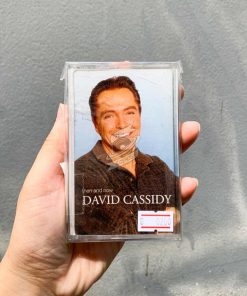 then and now
DAVID CASSIDY